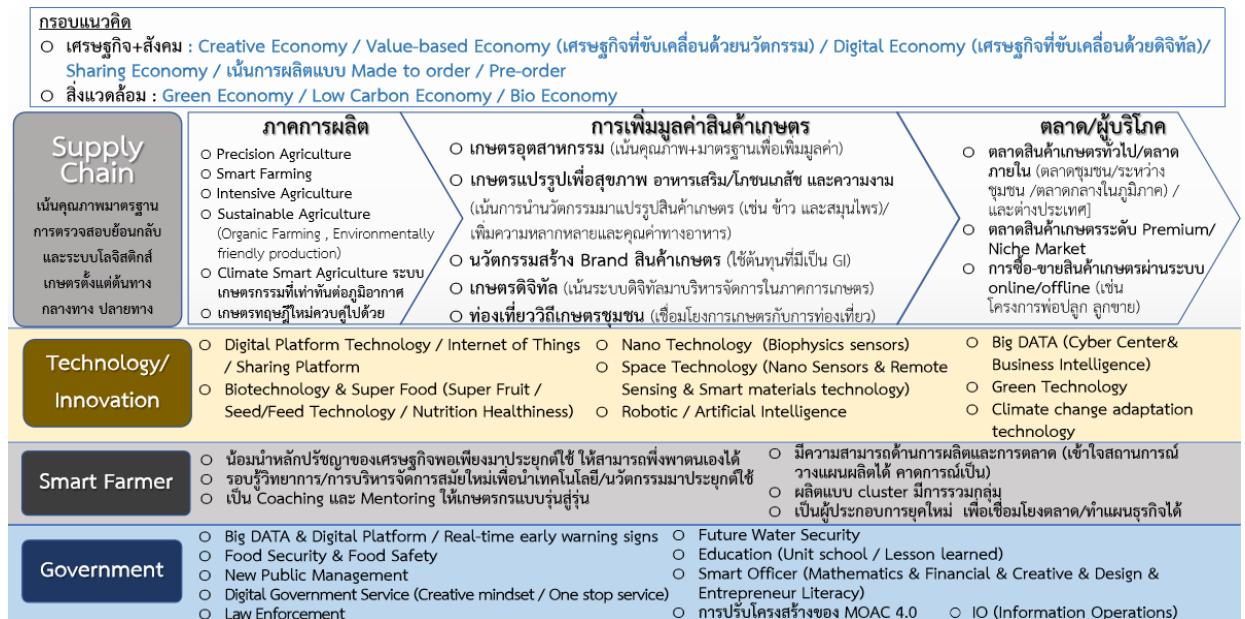 กรอบแนวคิด
○ เศรษฐกิจ+สังคม : Creative Economy / Value-based Economy (เศรษฐกิจที่ขับเคลื่อนด้วยนวัตกรรม) / Digital Economy (เศรษฐกิจที่ขับเคลื่อนด้วยดิจิทัล)/
Sharing Economy / เน้นการผลิตแบบ Made to order / Pre-order
○ สิ่งแวดล้อม : Green Economy / Low Carbon Economy / Bio Economy
Supply
Chain
เน้นคุณภาพมาตรฐาน
การตรวจสอบย้อนกลับ
และระบบโลจิสติกส์
เกษตรตั้งแต่ต้นทาง
กลางทาง ปลายทาง
ภาคการผลิต
○ Precision Agriculture
○ Smart Farming
○ Intensive Agriculture
○ Sustainable Agriculture
(Organic Farming , Environmentally
friendly production)
○ Climate Smart Agriculture ระบบ
เกษตรกรรมที่เท่าทันต่อภูมิอากาศ
○ เกษตรทฤษฎีใหม่ควบคู่ไปด้วย
การเพิ่มมูลค่าสินค้าเกษตร
○ เกษตรอุตสาหกรรม (เน้นคุณภาพ+มาตรฐานเพื่อเพิ่มมูลค่า)
○ เกษตรแปรรูปเพื่อสุขภาพ อาหารเสริม/โภชนเภสัช และความงาม
(เน้นการนำนวัตกรรมมาแปรรูปสินค้าเกษตร (เช่น ข้าว และสมุนไพร)/
เพิ่มความหลากหลายและคุณค่าทางอาหาร)
○ นวัตกรรมสร้าง Brand สินค้าเกษตร (ใช้ต้นทุนที่มีเป็น GI)
○ เกษตรดิจิทัล (เน้นระบบดิจิทัลมาบริหารจัดการในภาคการเกษตร)
○ ท่องเที่ยววิถีเกษตรชุมชน (เชื่อมโยงการเกษตรกับการท่องเที่ยว)
ตลาด/ผู้บริโภค
○ ตลาดสินค้าเกษตรทั่วไป/ตลาด
ภายใน (ตลาดชุมชน/ระหว่าง
ชุมชน /ตลาดกลางในภูมิภาค) /
และต่างประเทศ]
○ ตลาดสินค้าเกษตรระดับ Premium/
Niche Market
○ การซื้อ-ขายสินค้าเกษตรผ่านระบบ
online/offline (เช่น
โครงการพ่อปลูก ลูกขาย)
Technology/
Innovation
○ Digital Platform Technology / Internet of Things
/ Sharing Platform
○ Biotechnology & Super Food (Super Fruit /
Seed/Feed Technology / Nutrition Healthiness)
○ Nano Technology (Biophysics sensors)
○ Space Technology (Nano Sensors & Remote
Sensing & Smart materials technology)
○ Robotic / Artificial Intelligence
○ Big DATA (Cyber Center&
Business Intelligence)
○ Green Technology
○ Climate change adaptation
technology
Smart Farmer
○ น้อมนำหลักปรัชญาของเศรษฐกิจพอเพียงมาประยุกต์ใช้ ให้สามารถพึ่งพาตนเองได้
○ รอบรู้วิทยาการ/การบริหารจัดการสมัยใหม่เพื่อนำเทคโนโลยี/นวัตกรรมมาประยุกต์ใช้
○ เป็น Coaching และ Mentoring ให้เกษตรกรแบบรุ่นสู่รุ่น
○ มีความสามารถด้านการผลิตและการตลาด (เข้าใจสถานการณ์
วางแผนผลิตได้ คาดการณ์เป็น)
○ ผลิตแบบ cluster มีการรวมกลุ่ม
○ เป็นผู้ประกอบการยุคใหม่ เพื่อเชื่อมโยงตลาด/ทำแผนธุรกิจได้
Government
○ Big DATA & Digital Platform / Real-time early warning signs
○ Food Security & Food Safety
○ New Public Management
○ Digital Government Service (Creative mindset / One stop service)
○ Law Enforcement
○ Future Water Security
○ Education (Unit school / Lesson learned)
○ Smart Officer (Mathematics & Financial & Creative & Design &
Entrepreneur Literacy)
○ การปรับโครงสร้างของ MOAC 4.0 ○ IO (Information Operations)